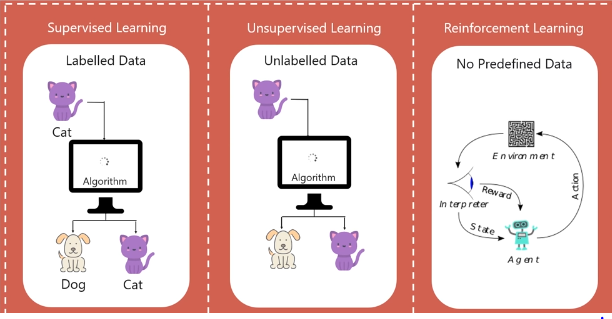 Supervised Learning
Labelled Data
Cat
Algorithm
Dog
Cat
Unsupervised Learning
Unlabelled Data
Algorithm
Reinforcement Learning
No Predefined Data
Environment
Reward
Interpreter
Action
State
Agent